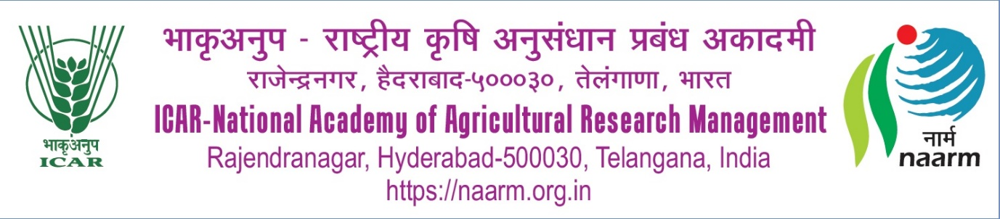 भाकृअनुप - राष्ट्रीय कृषि अनुसंधान प्रबंध अकादमी
राजेन्द्रनगर, हैदराबाद-५०००३०, तेलंगाणा, भारत
ICAR-National Academy of Agricultural Research Management
Rajendranagar, Hyderabad-500030, Telangana, India
https://naarm.org.in
भाकृअनुप
ICAR
नार्म
naarm